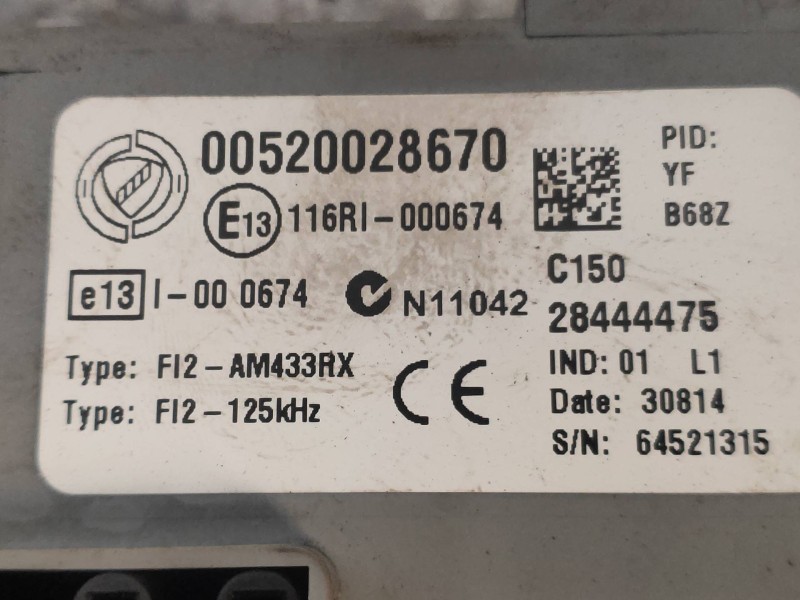 00520028670
E13 116RI-000674
e13 I-00 0674
N11042
Type: FI2-AM433RX
Type: FI2-125kHz
CE
PID:
YF
B68Z
C150
28444475
IND: 01 L1
Date: 30814
S/N: 64521315